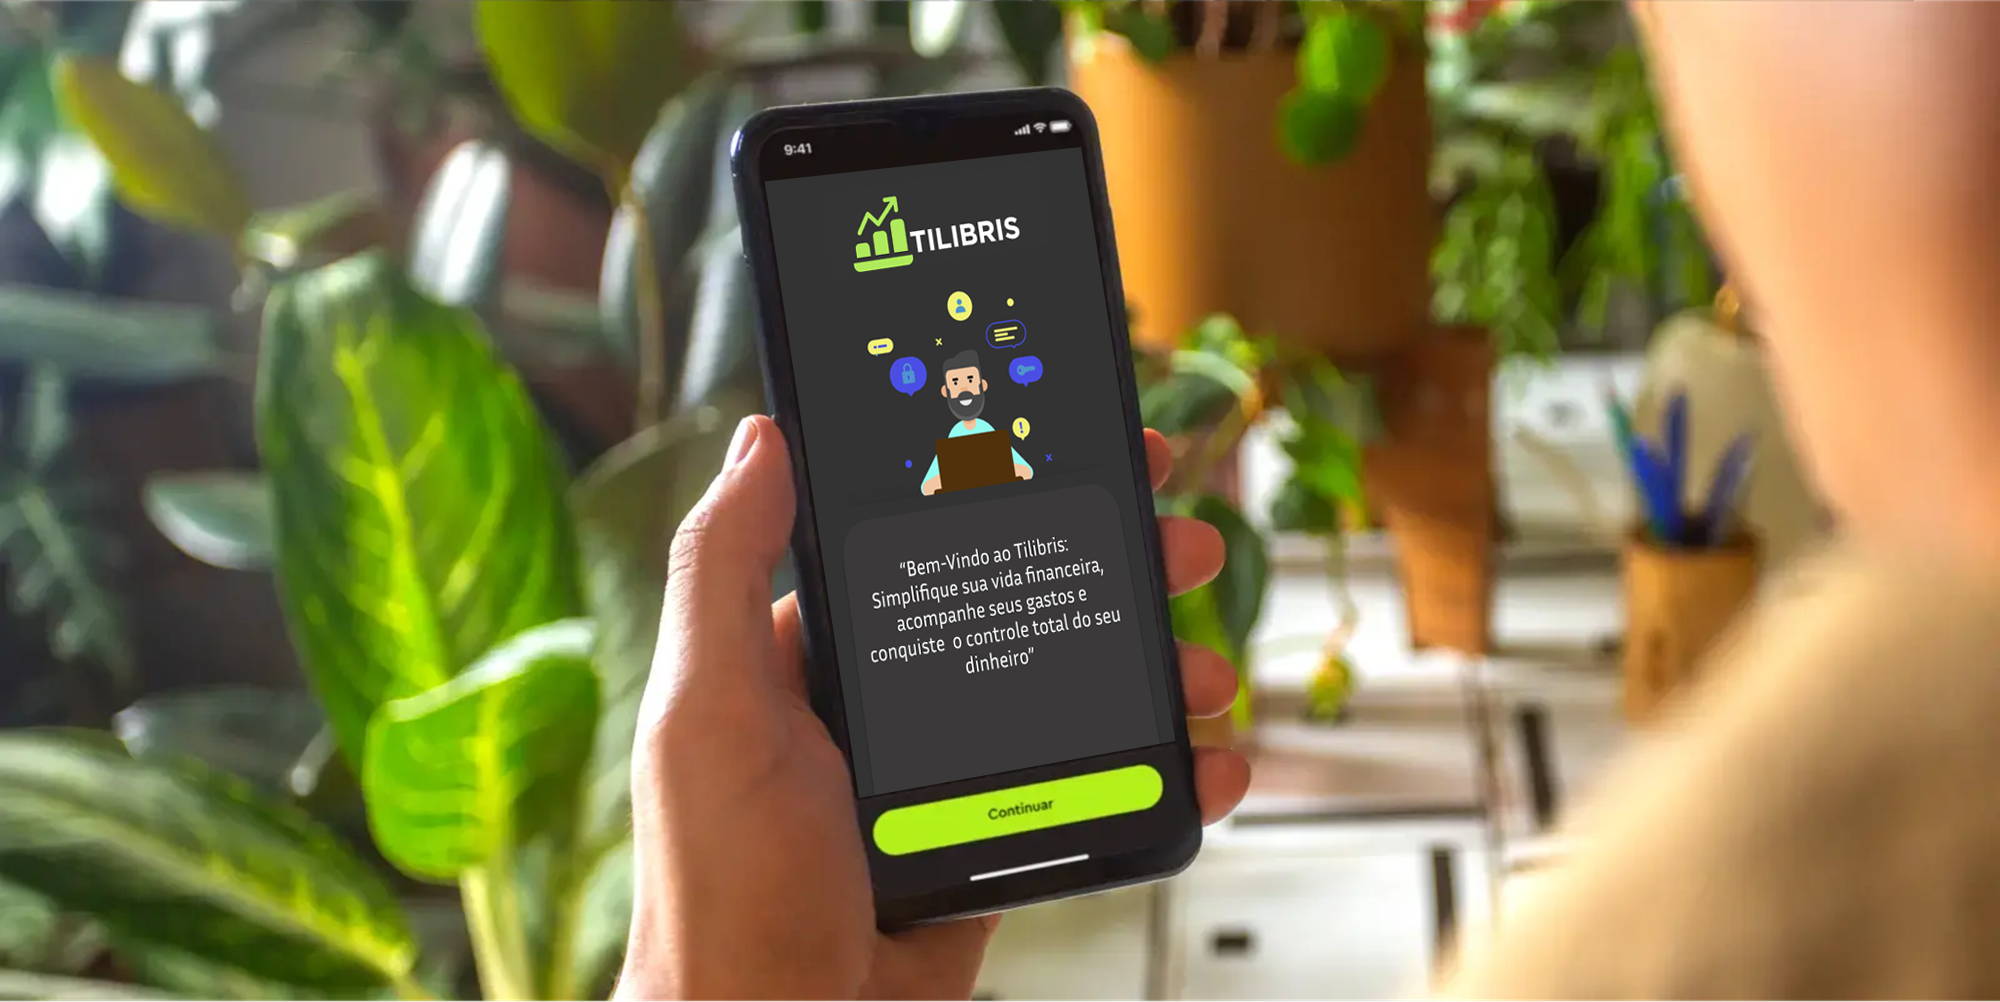 9:41
TILIBRIS
“Bem-Vindo ao Tilibris:
Simplifique sua vida financeira,
acompanhe seus gastos e
conquiste o controle total do seu
dinheiro”
Continuar